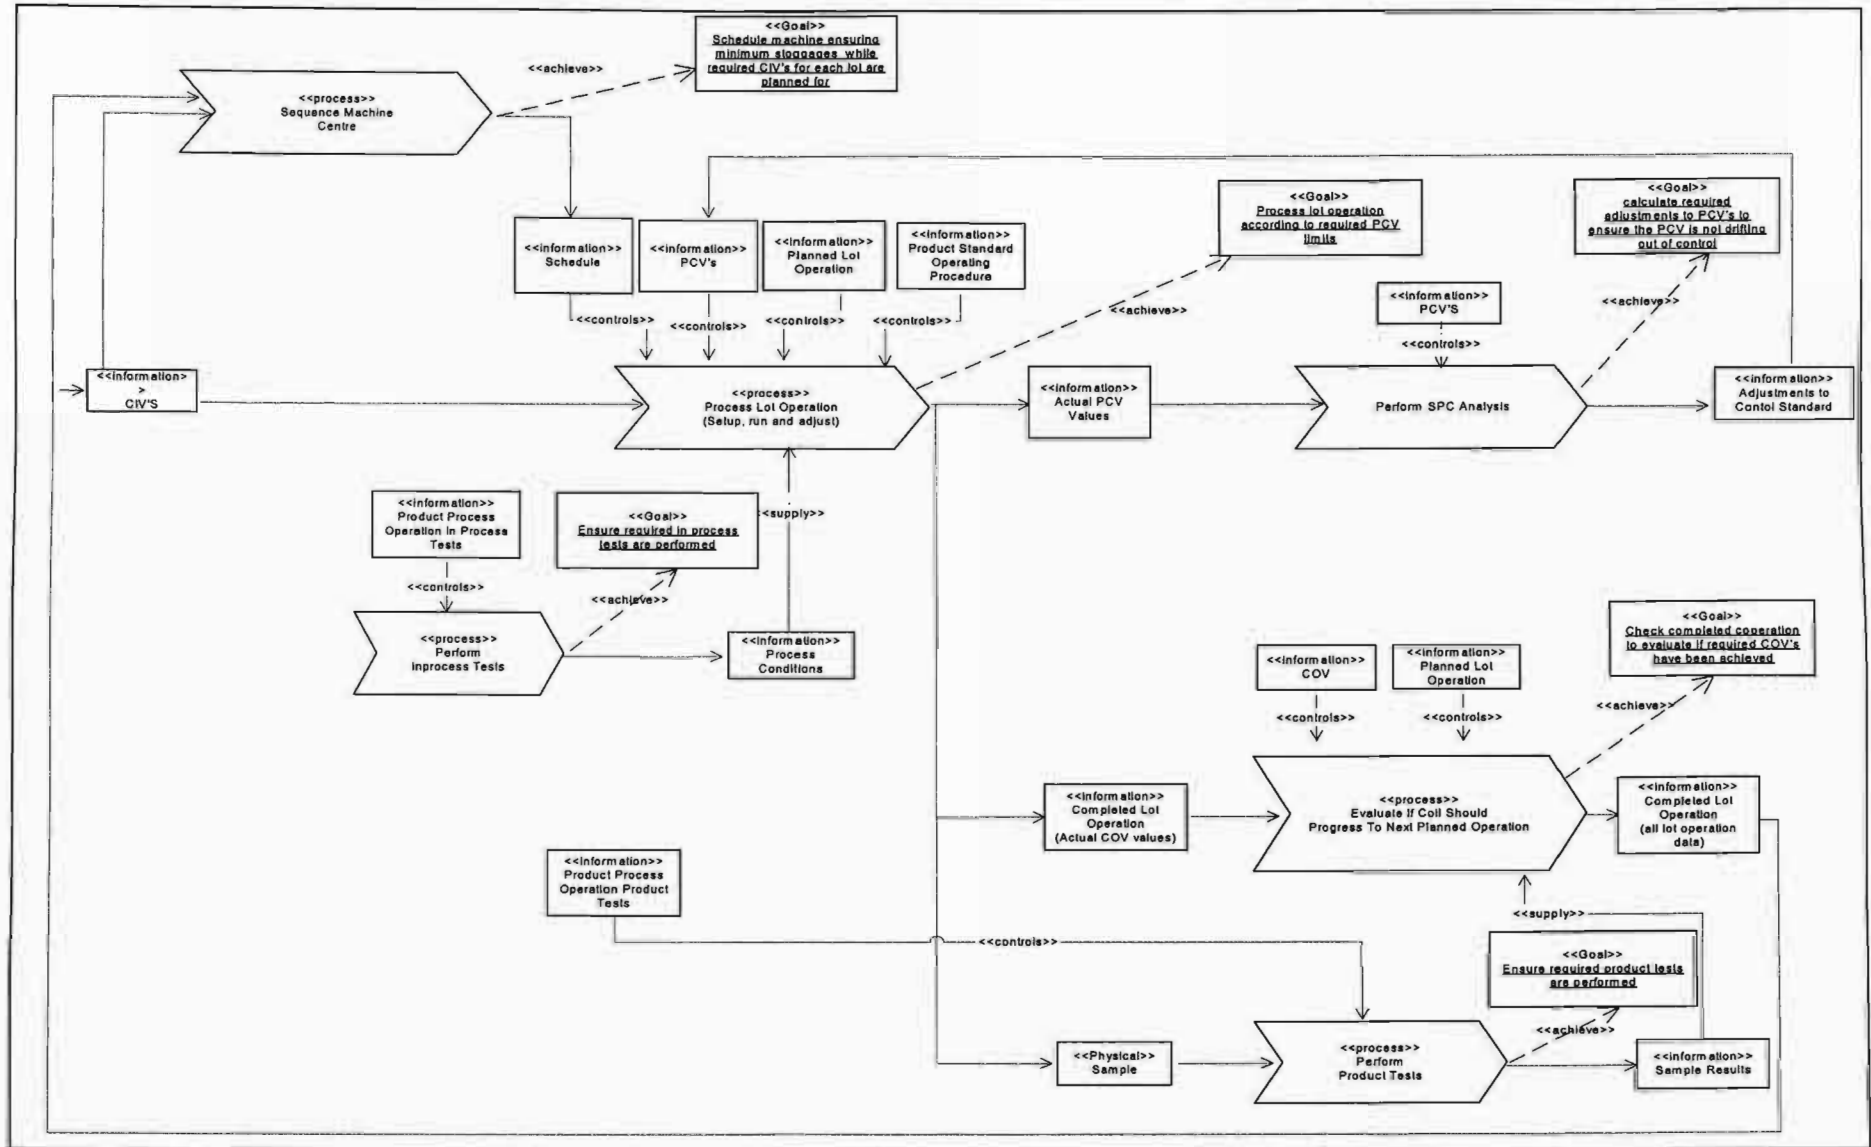 <<Goal>>
Schedule machine ensuring
minimum sloggages while
required CIV's for each lot are
planned for
<<achieve>>
<<process>>
Sequence Machine
Centre
<<Goal>>
Process lot operation
according to required PCV
limits
<<Goal>>
calculate required
adjustments to PCV's to
ensure the PCV is not drifting
out of control
<<information>>
Schedule
<<information>>
PCV's
<<information>>
Planned Lot
Operation
<<information>>
Product Standard
Operating
Procedure
<<controls>>
<<controls>>
<<controls>>
<<controls>>
<<achieve>>
<<information>>
PCV'S
<<controls>>
<<achieve>>
<<information>
>
CIV'S
<<process>>
Process Lot Operation
(Setup, run and adjust)
<<information>>
Actual PCV
Values
Perform SPC Analysis
<<information>>
Adjustments to
Contol Standard
<<information>>
Product Process
Operation In Process
Tests
<<Goal>>
Ensure required in process
tests are performed
<<supply>>
<<controls>>
<<achieve>>
<<process>>
Perform
Inprocess Tests
<<information>>
Process
Conditions
<<Goal>>
Check completed coperation
to evaluate if required COV's
have been achieved
<<information>>
COV
<<information>>
Planned Lot
Operation
<<controls>>
<<controls>>
<<achieve>>
<<information>>
Completed Lot
Operation
(Actual COV values)
<<process>>
Evaluate If Coil Should
Progress To Next Planned Operation
<<information>>
Completed Lot
Operation
(all lot operation
data)
<<information>>
Product Process
Operation Product
Tests
<<supply>>
<<controls>>
<<Goal>>
Ensure required product tests
are performed
<<achieve>>
<<Physical>>
Sample
<<process>>
Perform
Product Tests
<<information>>
Sample Results